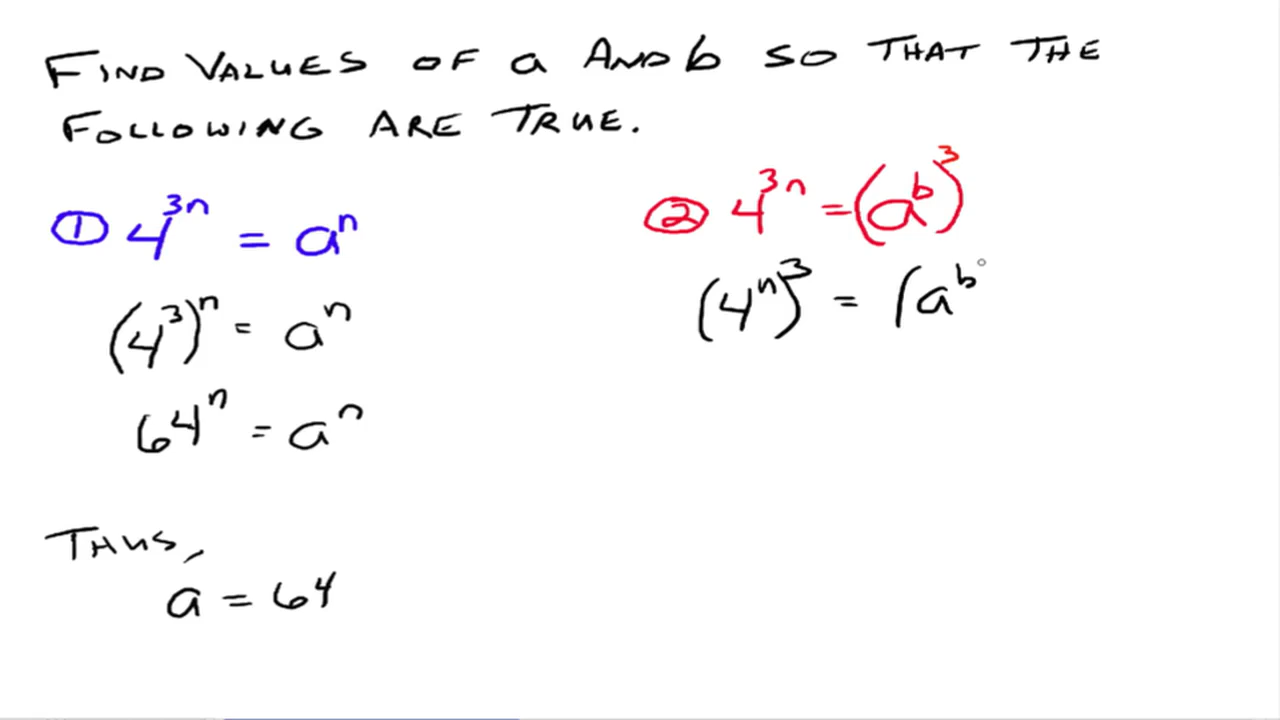 FIND VALUES OF a AND b SO THAT THE
FOLLOWING ARE TRUE.
① 4^{3n} = a^n
(4^3)^n = a^n
64^n = a^n
THUS,
a = 64
② 4^{3n} = (a^b)^3
(4^n)^3 = (a^b